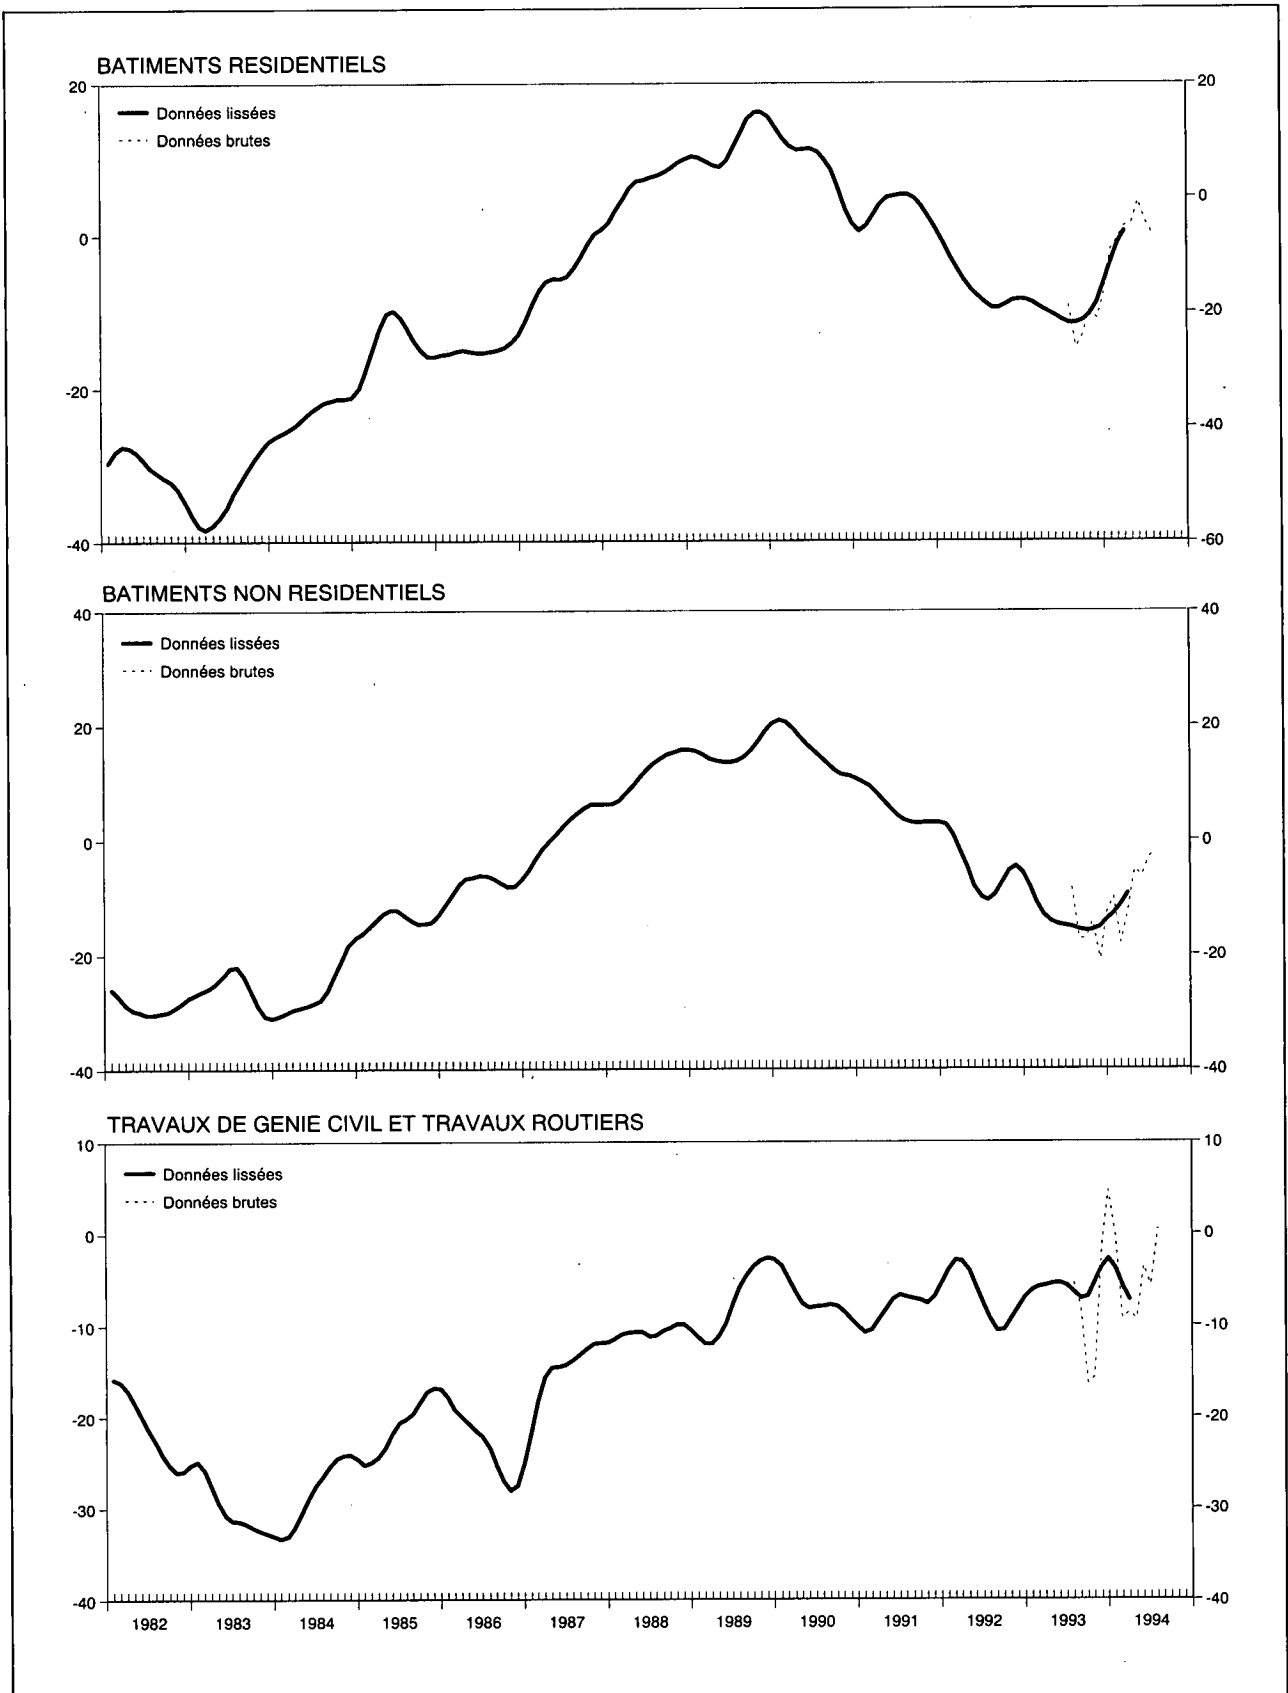 BATIMENTS RESIDENTIELS
20 20
Données lissées
Données brutes
0 0
-20 -20
-40
-40 -60
BATIMENTS NON RESIDENTIELS
40 40
Données lissées
Données brutes
20 20
0 0
-20 -20
-40 -40
TRAVAUX DE GENIE CIVIL ET TRAVAUX ROUTIERS
10 10
Données lissées
Données brutes
0 0
-10 -10
-20 -20
-30 -30
-40 -40
1982 1983 1984 1985 1986 1987 1988 1989 1990 1991 1992 1993 1994